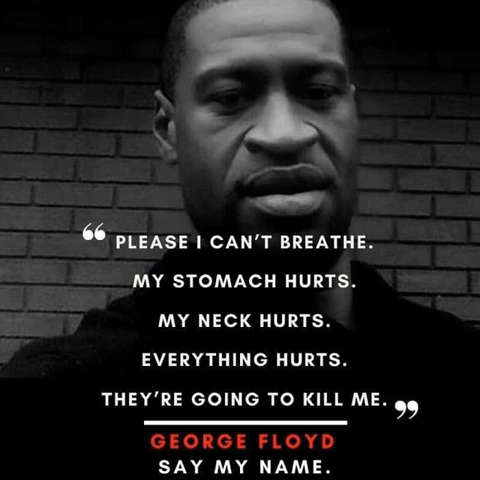 “ PLEASE I CAN’T BREATHE.
MY STOMACH HURTS.
MY NECK HURTS.
EVERYTHING HURTS.
THEY’RE GOING TO KILL ME. ”
GEORGE FLOYD
SAY MY NAME.